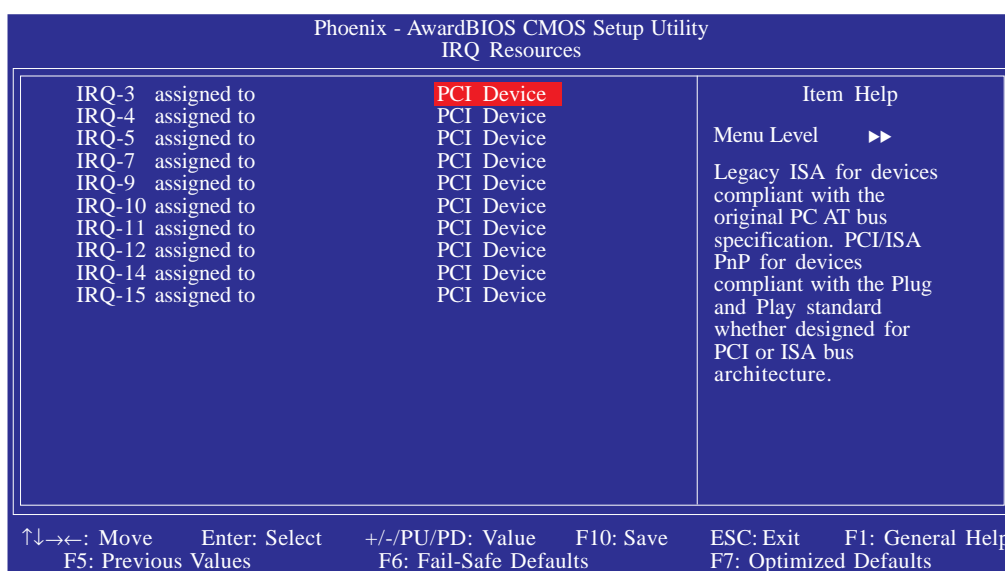 Phoenix - AwardBIOS CMOS Setup Utility
IRQ Resources
IRQ-3 assigned to PCI Device
IRQ-4 assigned to PCI Device
IRQ-5 assigned to PCI Device
IRQ-7 assigned to PCI Device
IRQ-9 assigned to PCI Device
IRQ-10 assigned to PCI Device
IRQ-11 assigned to PCI Device
IRQ-12 assigned to PCI Device
IRQ-14 assigned to PCI Device
IRQ-15 assigned to PCI Device
Item Help
Menu Level ▸▸
Legacy ISA for devices
compliant with the
original PC AT bus
specification. PCI/ISA
PnP for devices
compliant with the Plug
and Play standard
whether designed for
PCI or ISA bus
architecture.
↑↓→←: Move Enter: Select +/-/PU/PD: Value F10: Save ESC: Exit F1: General Help
F5: Previous Values F6: Fail-Safe Defaults F7: Optimized Defaults